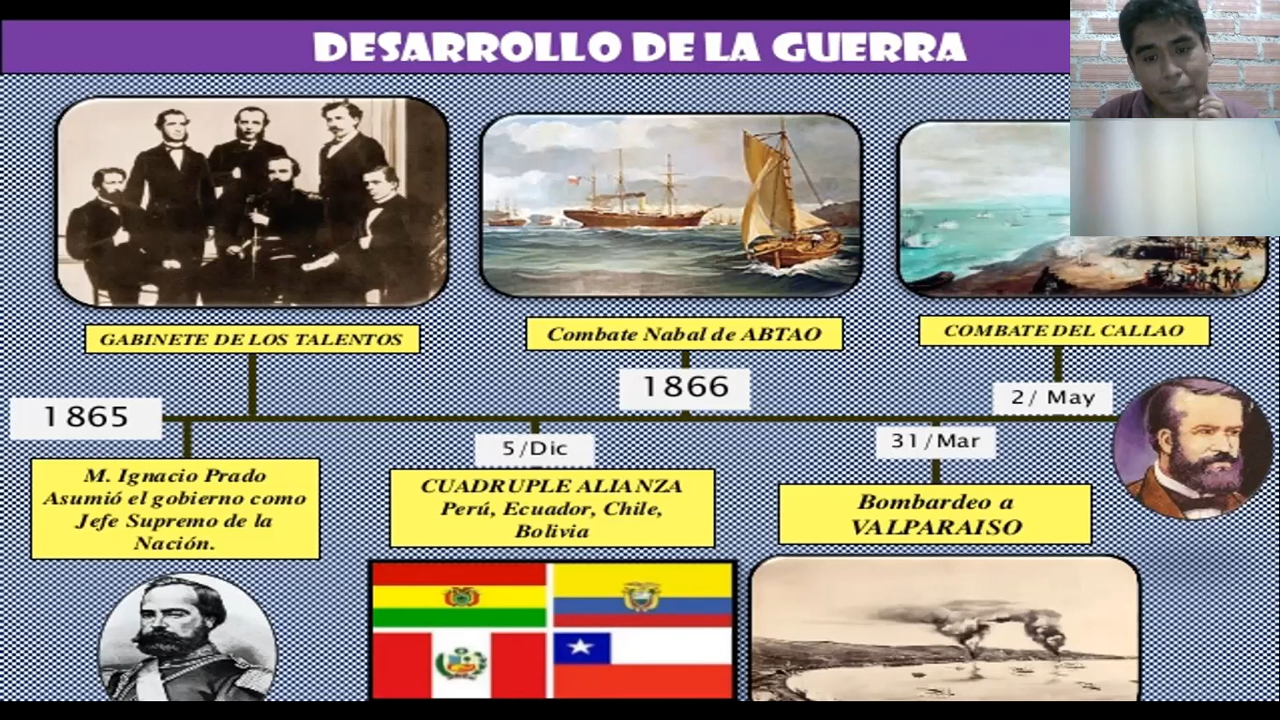 DESARROLLO DE LA GUERRA
GABINETE DE LOS TALENTOS
Combate Nabal de ABTAO
COMBATE DEL CALLAO
1865
1866
2/ May
5/Dic
31/Mar
M. Ignacio Prado
Asumió el gobierno como
Jefe Supremo de la
Nación.
CUADRUPLE ALIANZA
Perú, Ecuador, Chile,
Bolivia
Bombardeo a
VALPARAISO